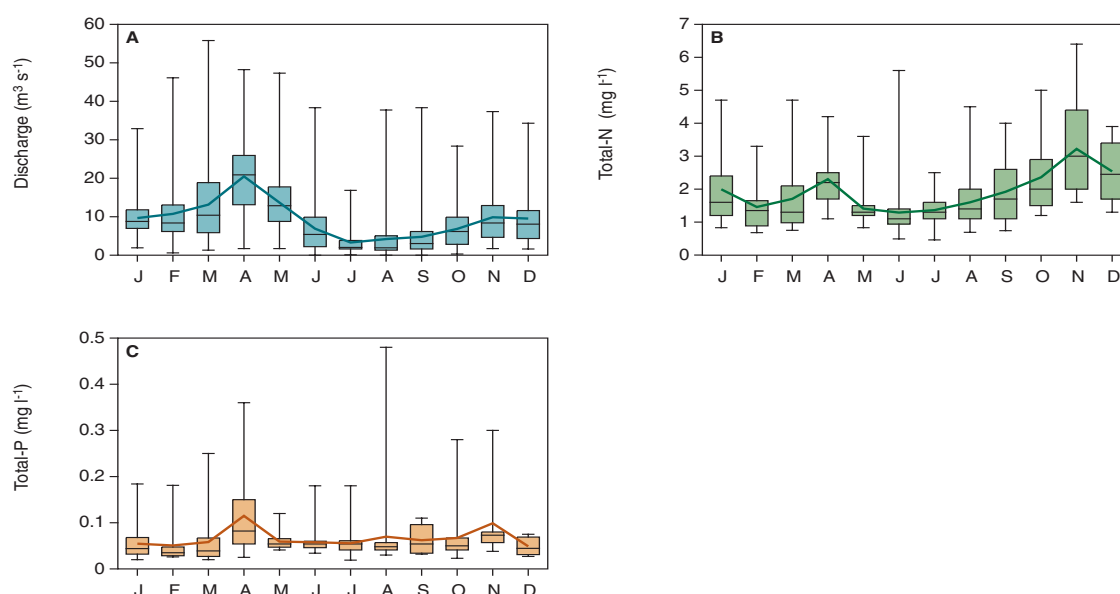 A
Discharge (m³ s⁻¹)
60
50
40
30
20
10
0
J F M A M J J A S O N D
B
Total-N (mg l⁻¹)
7
6
5
4
3
2
1
0
J F M A M J J A S O N D
C
Total-P (mg l⁻¹)
0.5
0.4
0.3
0.2
0.1
0
J F M A M J J A S O N D